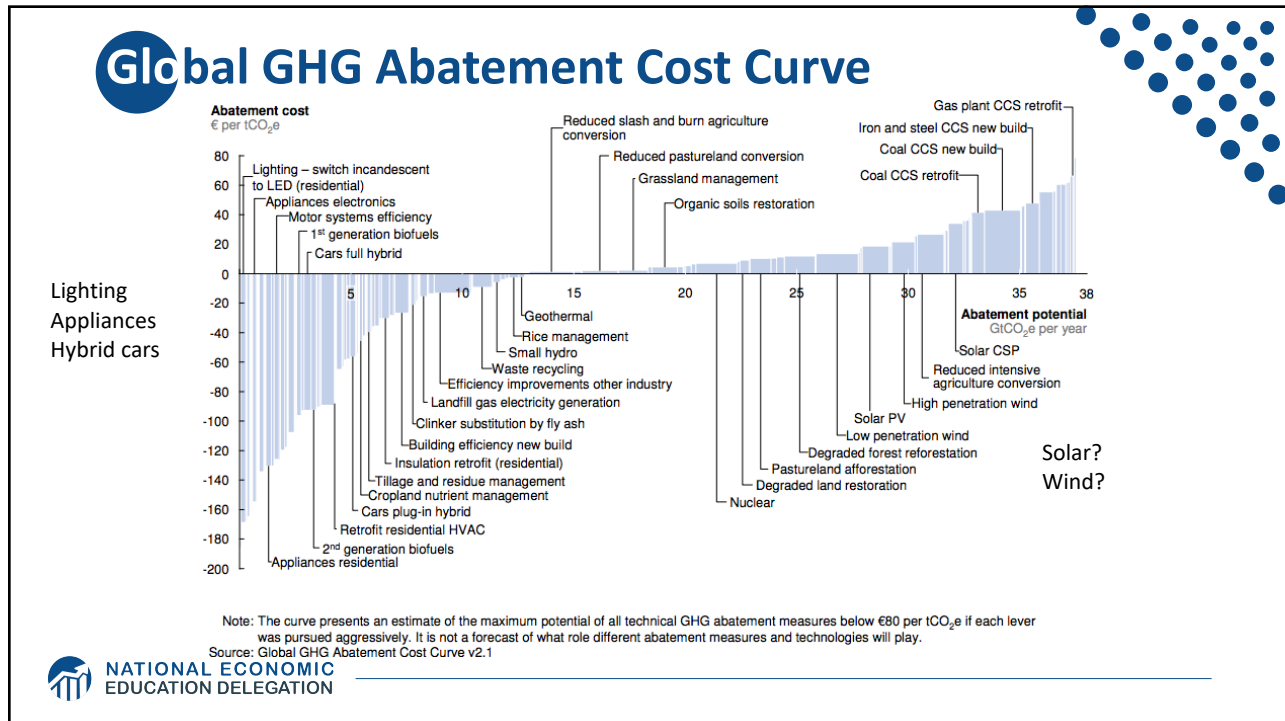 Global GHG Abatement Cost Curve
Abatement cost
€ per tCO2e
80
60
40
20
0
-20
-40
-60
-80
-100
-120
-140
-160
-180
-200
Lighting – switch incandescent
to LED (residential)
Appliances electronics
Motor systems efficiency
1st generation biofuels
Cars full hybrid
Reduced slash and burn agriculture
conversion
Reduced pastureland conversion
Grassland management
Organic soils restoration
Gas plant CCS retrofit
Iron and steel CCS new build
Coal CCS new build
Coal CCS retrofit
5
10
15
20
25
30
35
38
Abatement potential
GtCO2e per year
Lighting
Appliances
Hybrid cars
Geothermal
Rice management
Small hydro
Waste recycling
Efficiency improvements other industry
Landfill gas electricity generation
Clinker substitution by fly ash
Building efficiency new build
Insulation retrofit (residential)
Tillage and residue management
Cropland nutrient management
Cars plug-in hybrid
Retrofit residential HVAC
2nd generation biofuels
Appliances residential
Solar CSP
Reduced intensive
agriculture conversion
High penetration wind
Solar PV
Low penetration wind
Degraded forest reforestation
Pastureland afforestation
Degraded land restoration
Nuclear
Solar?
Wind?
Note: The curve presents an estimate of the maximum potential of all technical GHG abatement measures below €80 per tCO2e if each lever
was pursued aggressively. It is not a forecast of what role different abatement measures and technologies will play.
Source: Global GHG Abatement Cost Curve v2.1
NATIONAL ECONOMIC
EDUCATION DELEGATION